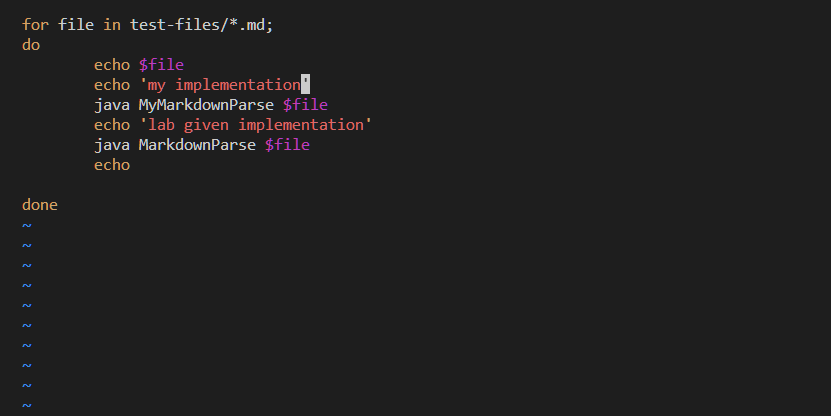 for file in test-files/*.md;
do
        echo $file
        echo 'my implementation'
        java MyMarkdownParse $file
        echo 'lab given implementation'
        java MarkdownParse $file
        echo

done
~
~
~
~
~
~
~
~
~
~